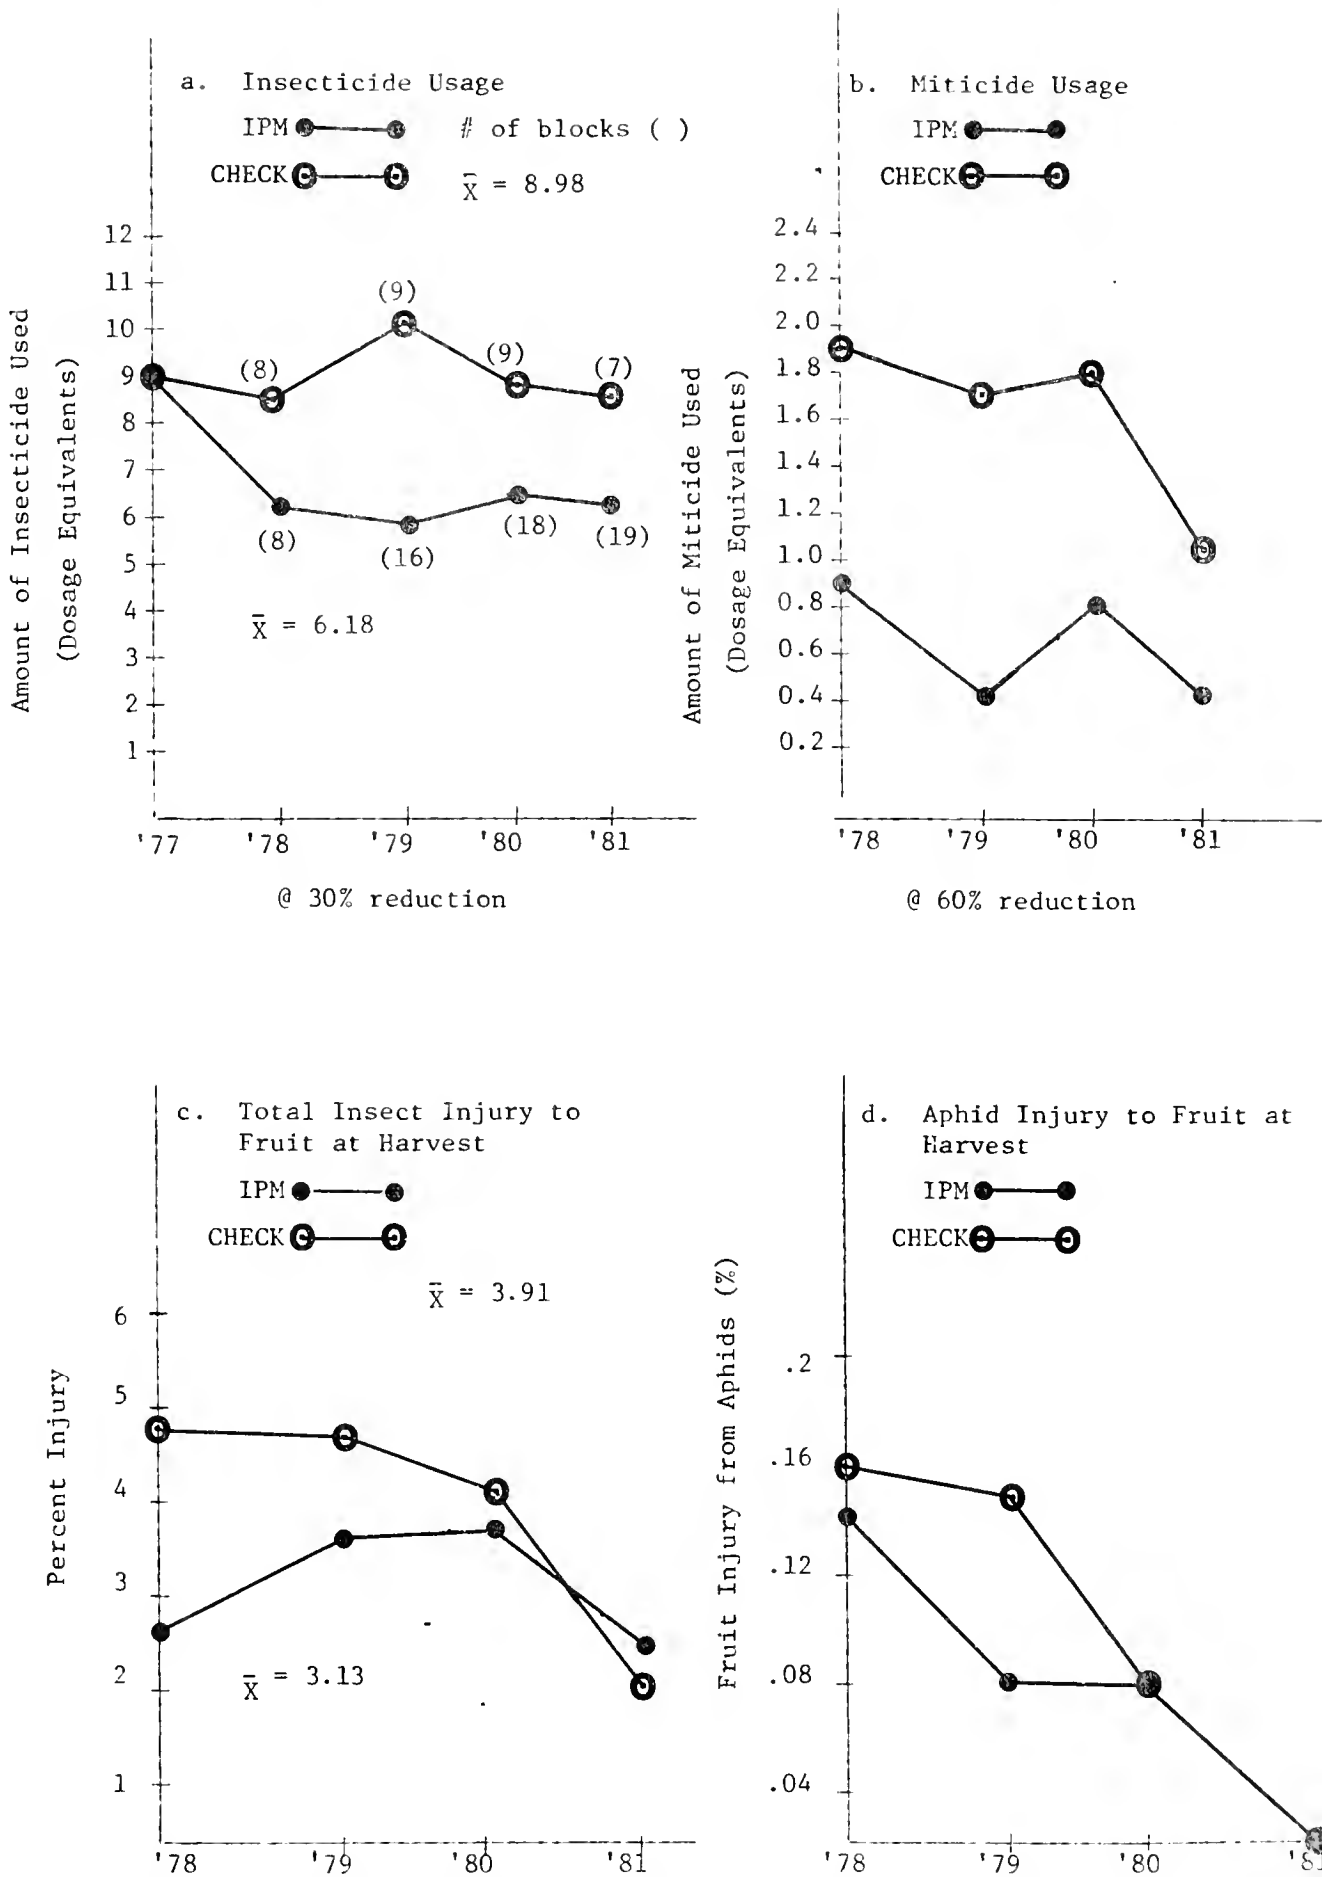 a. Insecticide Usage
IPM
# of blocks ( )
CHECK
X̄ = 8.98
12
11
10
9
8
7
6
5
4
3
2
1
Amount of Insecticide Used
(Dosage Equivalents)
(9)
(8)
(9)
(7)
(8)
(16)
(18)
(19)
X̄ = 6.18
'77 '78 '79 '80 '81
@ 30% reduction
b. Miticide Usage
IPM
CHECK
2.4
2.2
2.0
1.8
1.6
1.4
1.2
1.0
0.8
0.6
0.4
0.2
Amount of Miticide Used
(Dosage Equivalents)
'78 '79 '80 '81
@ 60% reduction
c. Total Insect Injury to
Fruit at Harvest
IPM
CHECK
X̄ = 3.91
6
5
4
3
2
1
Percent Injury
X̄ = 3.13
'78 '79 '80 '81
d. Aphid Injury to Fruit at
Harvest
IPM
CHECK
.2
.16
.12
.08
.04
Fruit Injury from Aphids (%)
'78 '79 '80 '81